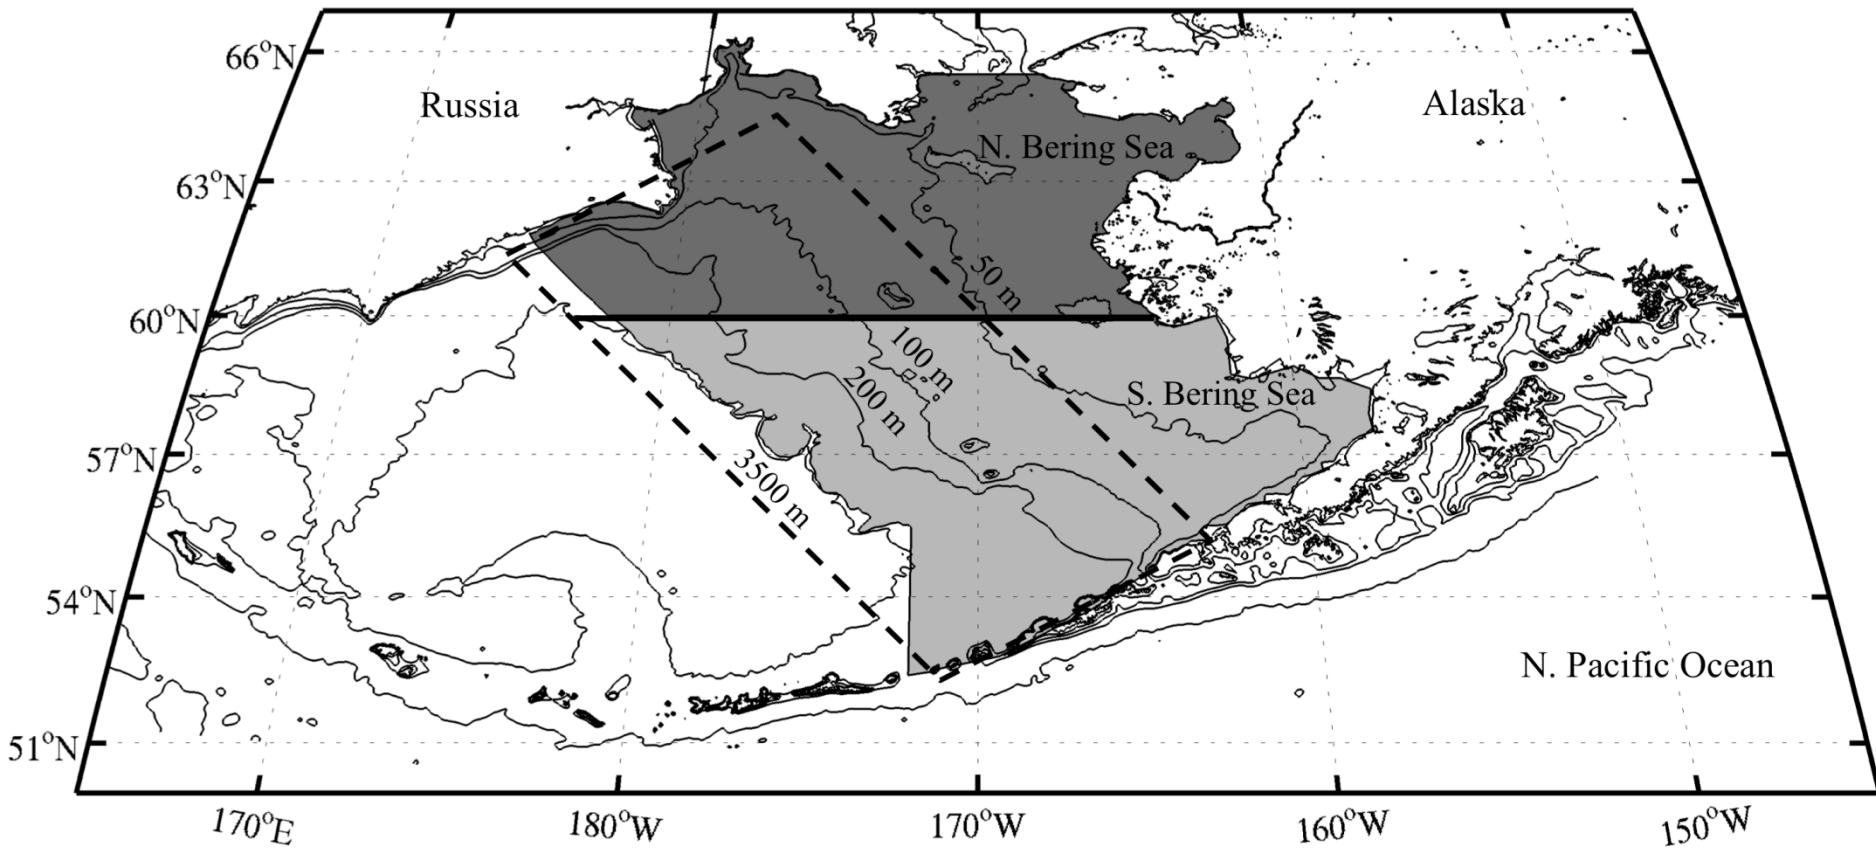 66°N
Russia
Alaska
N. Bering Sea
63°N
50 m
60°N
100 m
200 m
S. Bering Sea
57°N
3500 m
54°N
N. Pacific Ocean
51°N
170°E
180°W
170°W
160°W
150°W